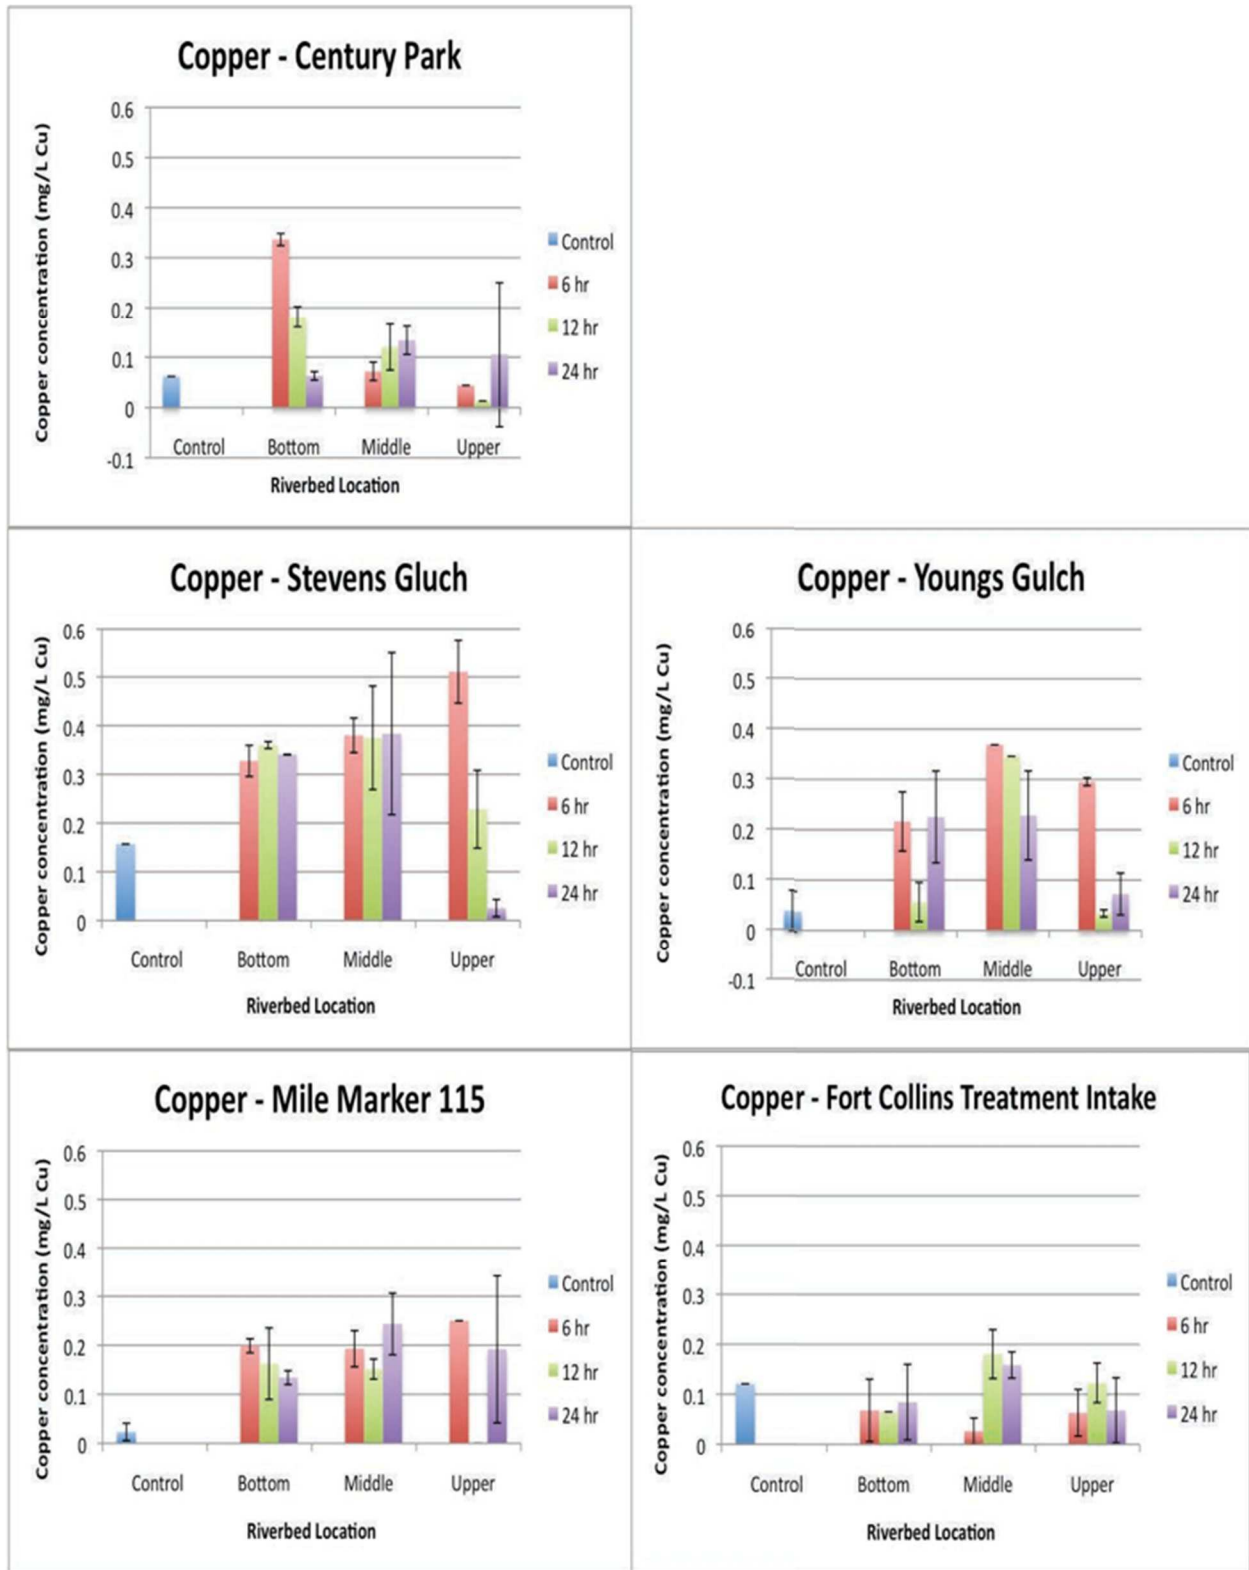 Copper - Century Park
Copper concentration (mg/L Cu)
0.6
0.5
0.4
0.3
0.2
0.1
0
-0.1
Control
Bottom
Middle
Upper
Riverbed Location
Control
6 hr
12 hr
24 hr
Copper - Stevens Gluch
Copper concentration (mg/L Cu)
0.6
0.5
0.4
0.3
0.2
0.1
0
Control
Bottom
Middle
Upper
Riverbed Location
Control
6 hr
12 hr
24 hr
Copper - Youngs Gulch
Copper concentration (mg/L Cu)
0.6
0.5
0.4
0.3
0.2
0.1
0
-0.1
Control
Bottom
Middle
Upper
Riverbed Location
Control
6 hr
12 hr
24 hr
Copper - Mile Marker 115
Copper concentration (mg/L Cu)
0.6
0.5
0.4
0.3
0.2
0.1
0
Control
Bottom
Middle
Upper
Riverbed Location
Control
6 hr
12 hr
24 hr
Copper - Fort Collins Treatment Intake
Copper concentration (mg/L Cu)
0.6
0.5
0.4
0.3
0.2
0.1
0
Control
Bottom
Middle
Upper
Riverbed Location
Control
6 hr
12 hr
24 hr